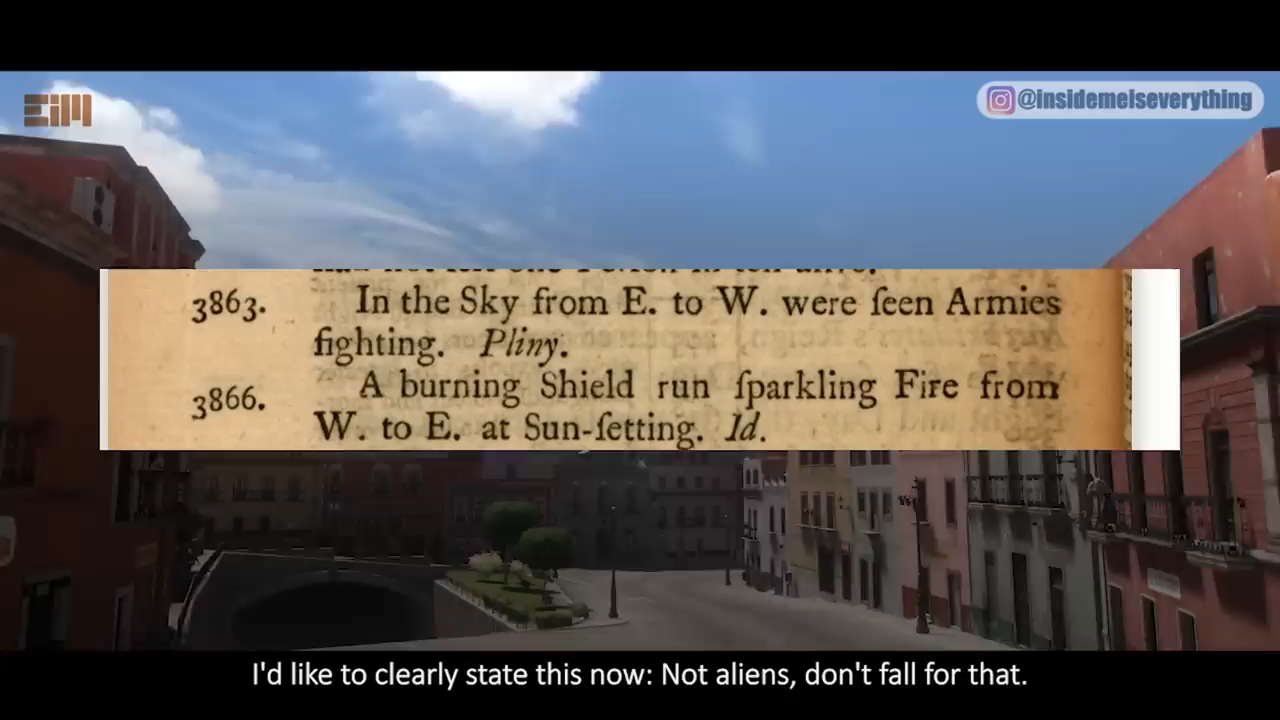 EiM
@insidemeiseverything
3863. In the Sky from E. to W. were ſeen Armies
fighting. Pliny.
3866. A burning Shield run ſparkling Fire from
W. to E. at Sun-ſetting. Id.
I'd like to clearly state this now: Not aliens, don't fall for that.